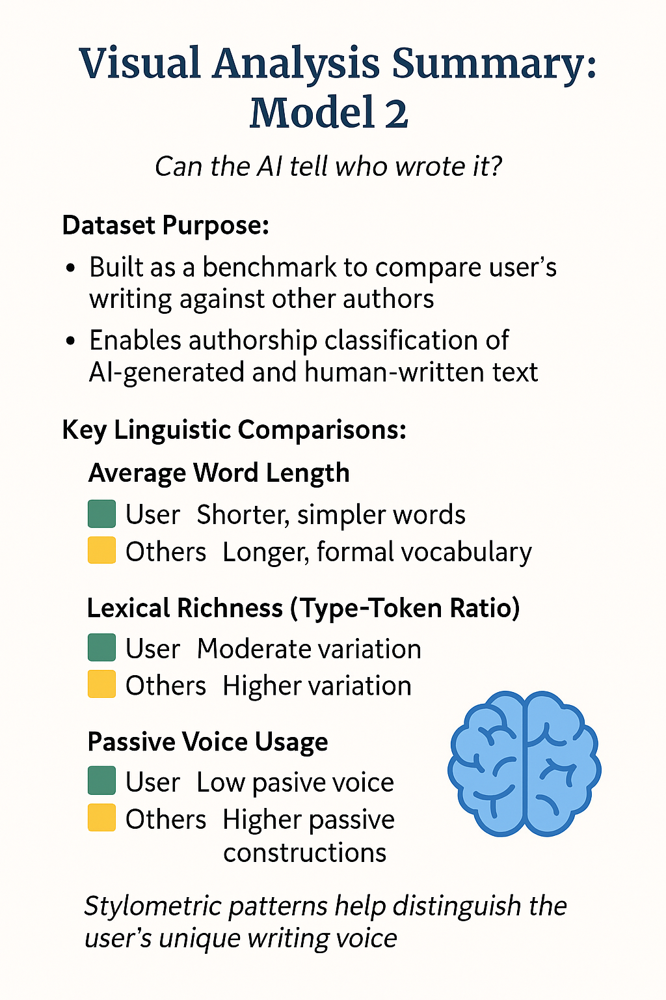 Visual Analysis Summary:
Model 2
Can the AI tell who wrote it?
Dataset Purpose:
• Built as a benchmark to compare user's
writing against other authors
• Enables authorship classification of
AI-generated and human-written text
Key Linguistic Comparisons:
Average Word Length
User Shorter, simpler words
Others Longer, formal vocabulary
Lexical Richness (Type-Token Ratio)
User Moderate variation
Others Higher variation
Passive Voice Usage
User Low pasive voice
Others Higher passive
constructions
Stylometric patterns help distinguish the
user's unique writing voice